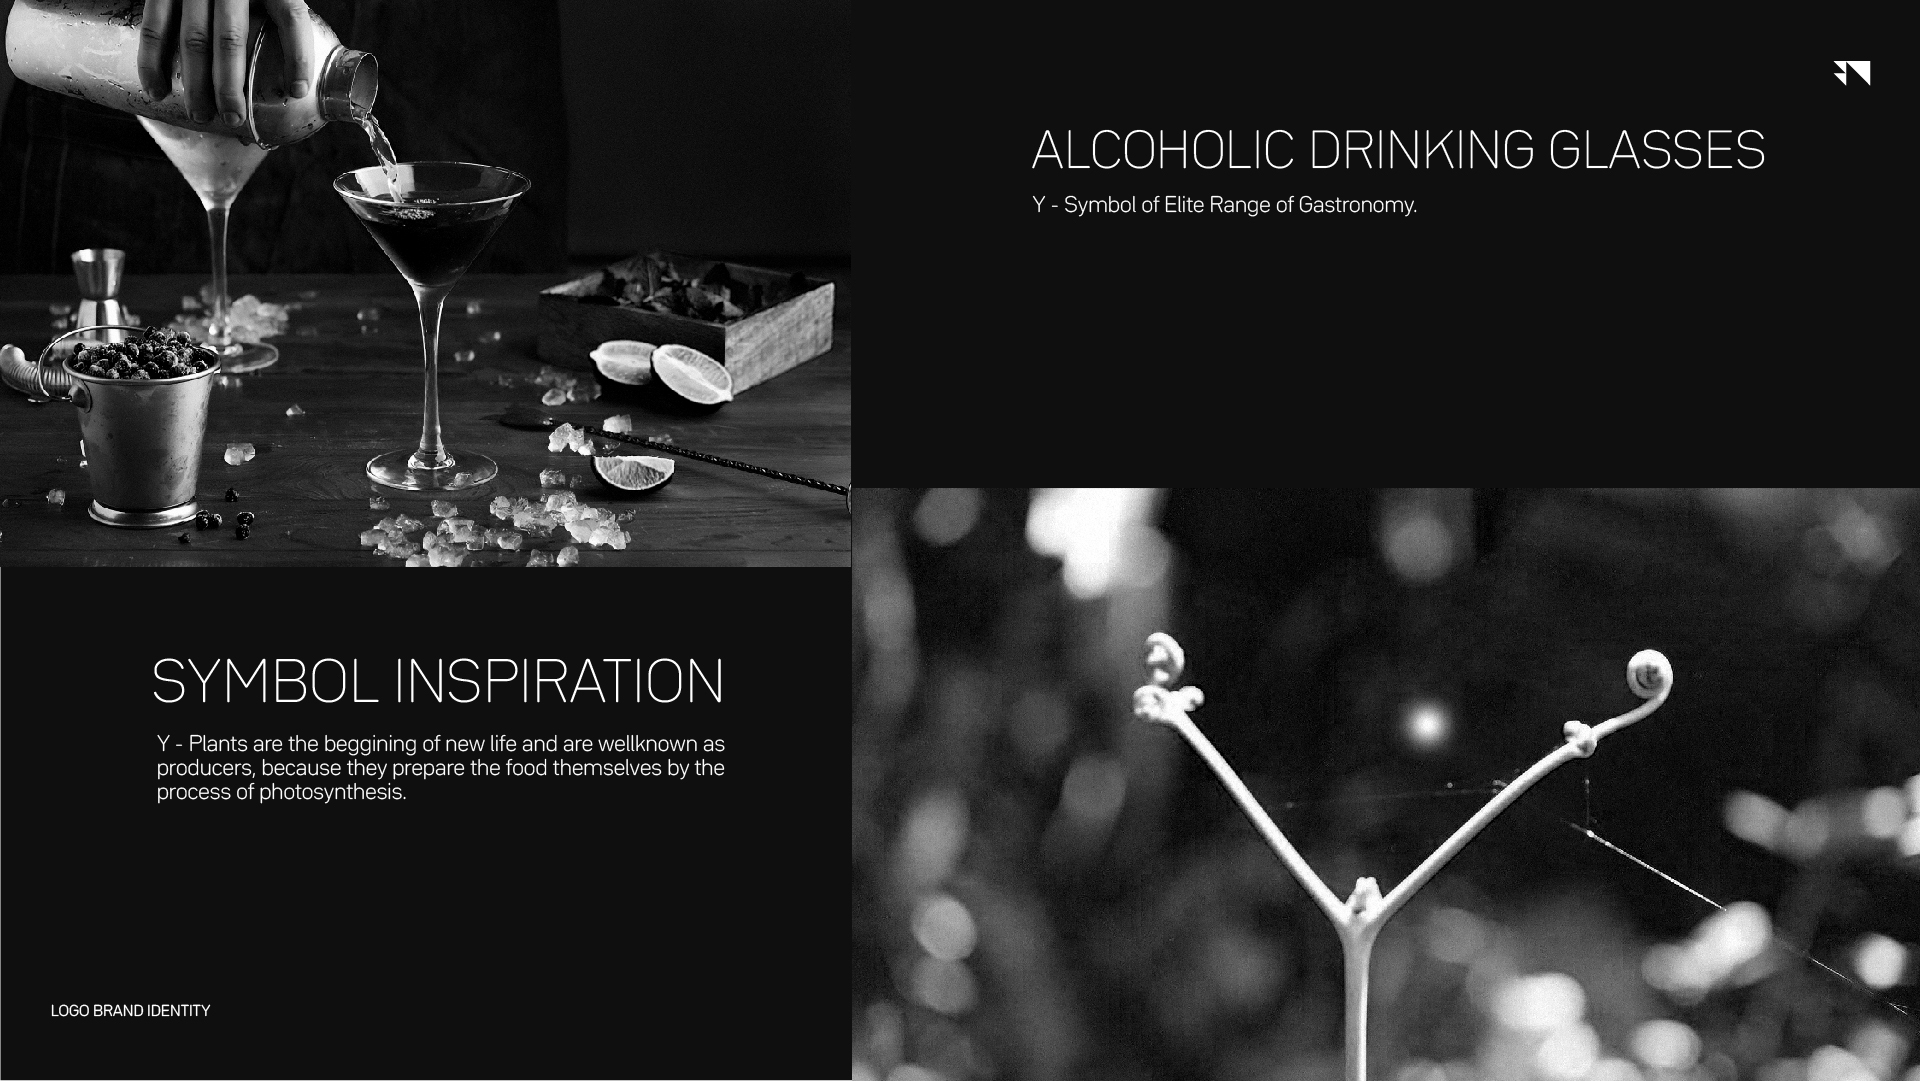 ALCOHOLIC DRINKING GLASSES
Y - Symbol of Elite Range of Gastronomy.
SYMBOL INSPIRATION
Y - Plants are the beggining of new life and are wellknown as
producers, because they prepare the food themselves by the
process of photosynthesis.
LOGO BRAND IDENTITY